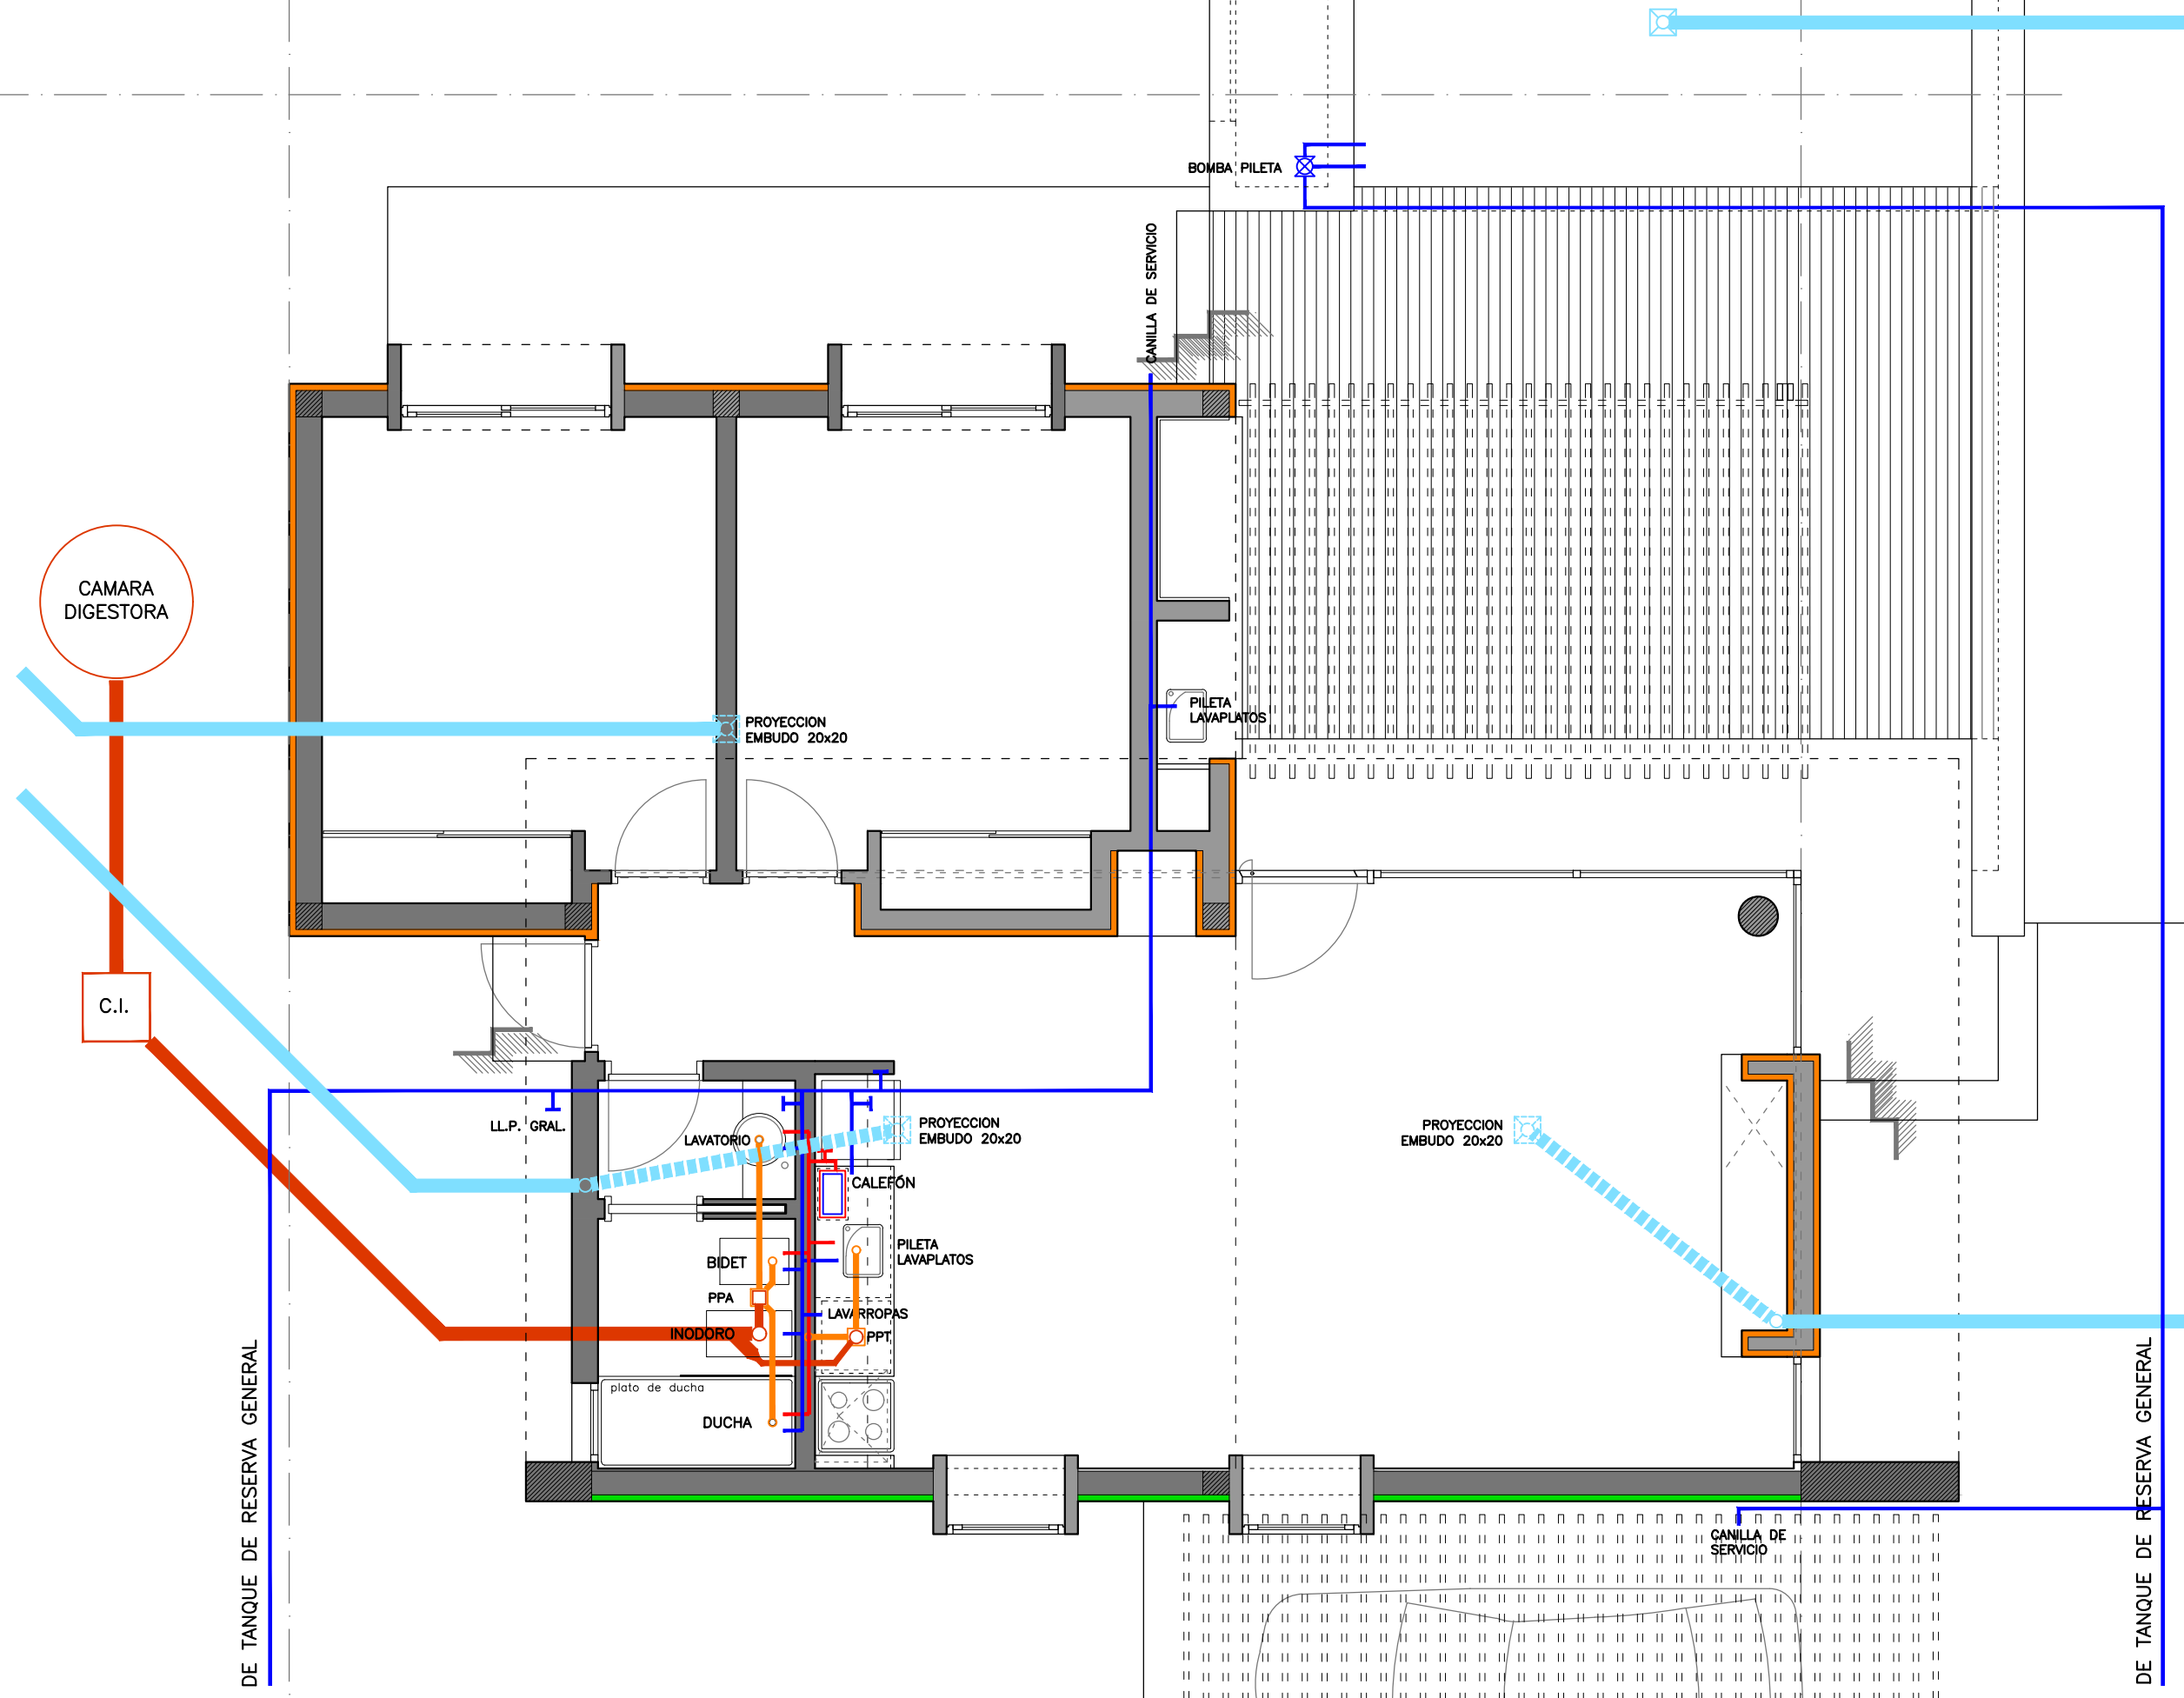 BOMBA PILETA
CANILLA DE SERVICIO
CAMARA
DIGESTORA
PROYECCION
EMBUDO 20x20
PILETA
LAVAPLATOS
C.I.
LL.P. GRAL.
LAVATORIO
PROYECCION
EMBUDO 20x20
PROYECCION
EMBUDO 20x20
CALEFÓN
BIDET
PILETA
LAVAPLATOS
PPA
LAVARROPAS
INODORO
PPT
plato de ducha
DUCHA
DE TANQUE DE RESERVA GENERAL
CANILLA DE
SERVICIO
DE TANQUE DE RESERVA GENERAL